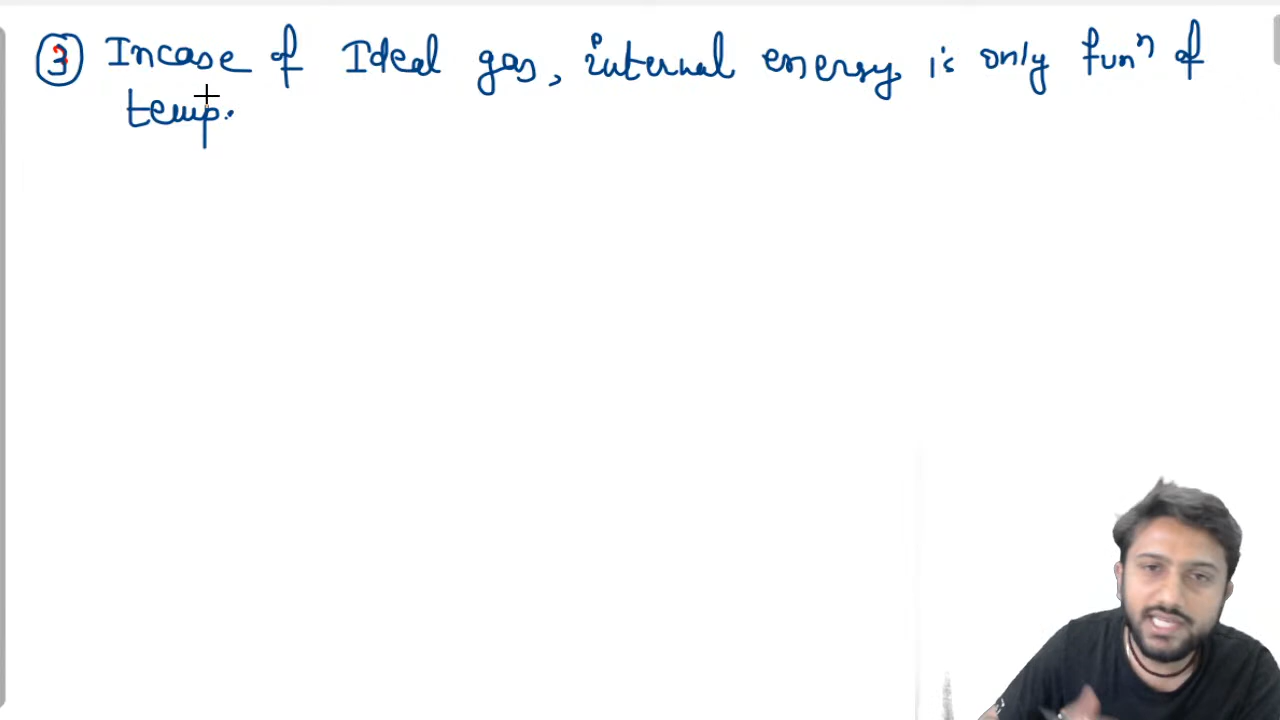 ③ Incase of Ideal gas, internal energy is only funⁿ of
temp.